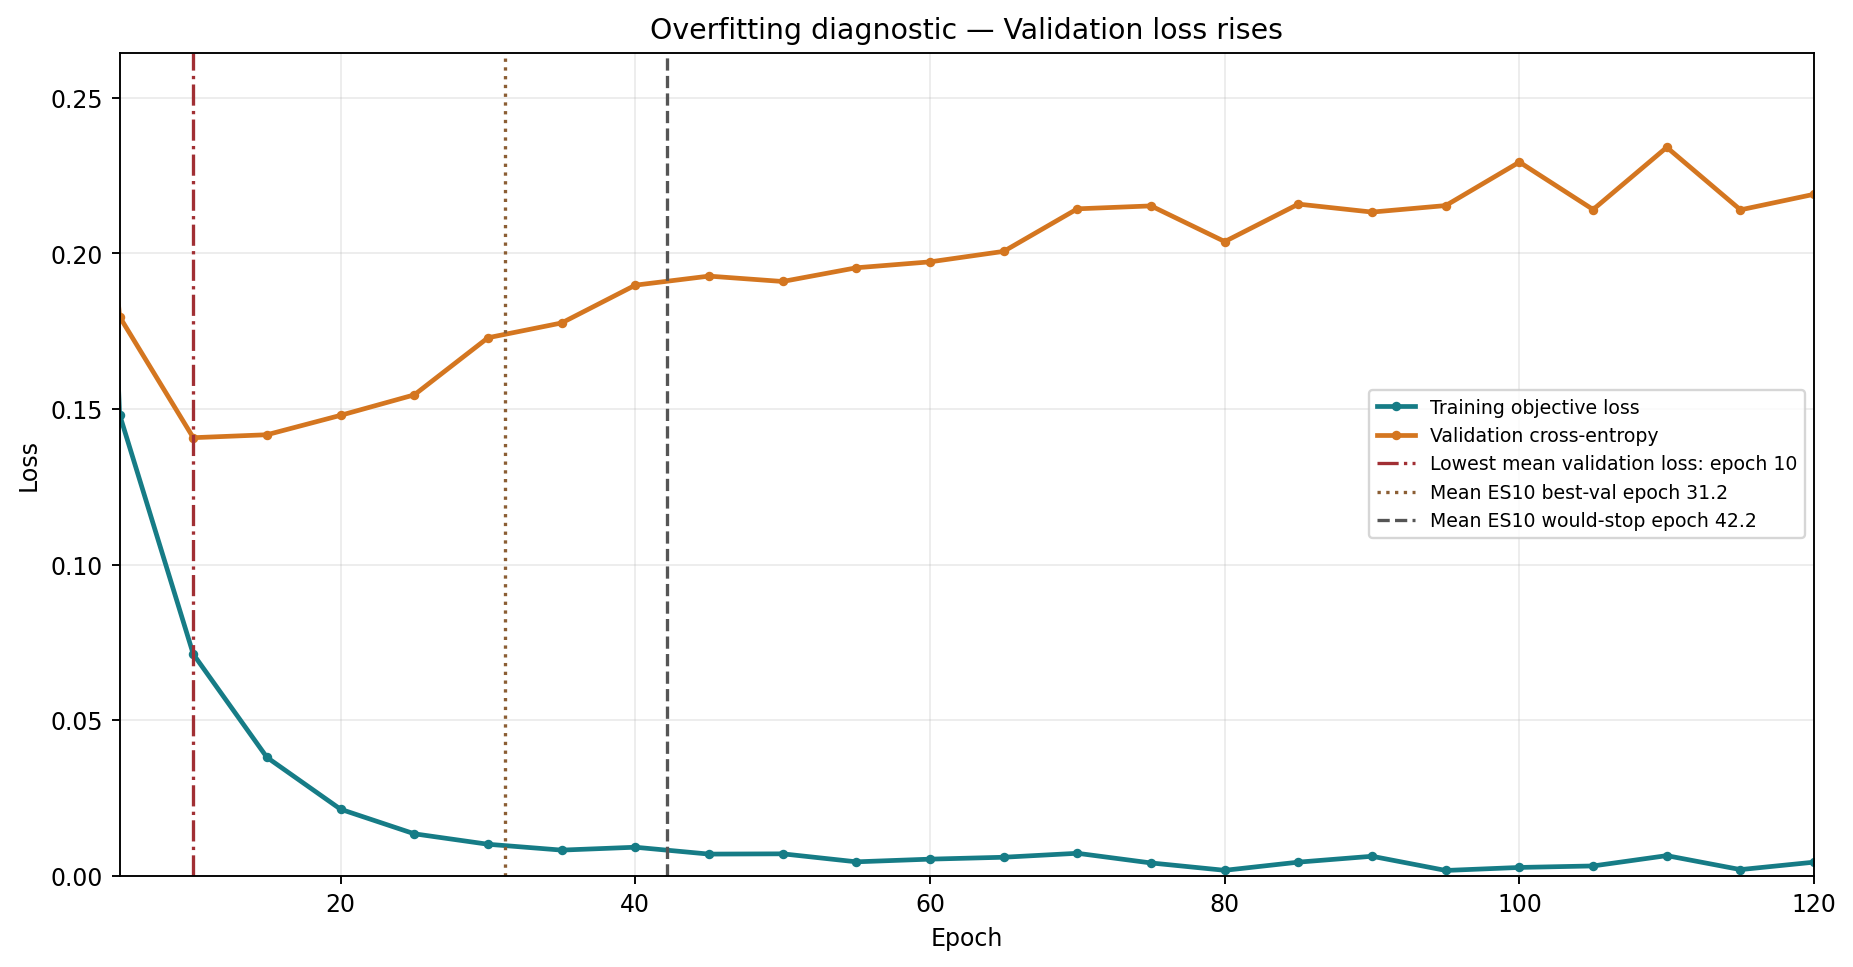 Overfitting diagnostic — Validation loss rises
0.25
0.20
0.15
0.10
0.05
0.00
Loss
Training objective loss
Validation cross-entropy
Lowest mean validation loss: epoch 10
Mean ES10 best-val epoch 31.2
Mean ES10 would-stop epoch 42.2
20 40 60 80 100 120
Epoch